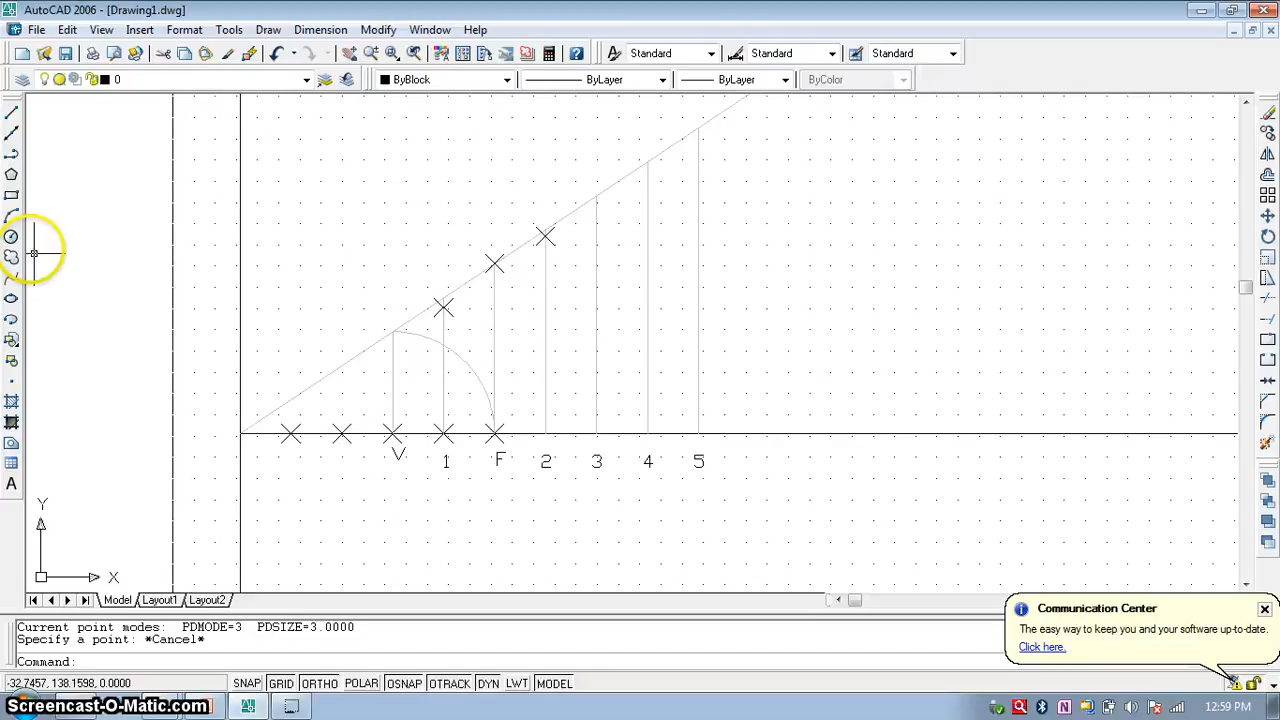 AutoCAD 2006 - [Drawing1.dwg]
File Edit View Insert Format Tools Draw Dimension Modify Window Help
Standard Standard Standard
0 ByBlock ByLayer ByLayer ByColor
V 1 F 2 3 4 5
Y
X
Model Layout1 Layout2
Current point modes: PDMODE=3 PDSIZE=3.0000
Specify a point: *Cancel*
Command:
Communication Center
The easy way to keep you and your software up-to-date.
Click here.
-32.7457, 138.1598, 0.0000 SNAP GRID ORTHO POLAR OSNAP OTRACK DYN LWT MODEL
Screencast-O-Matic.com
12:59 PM